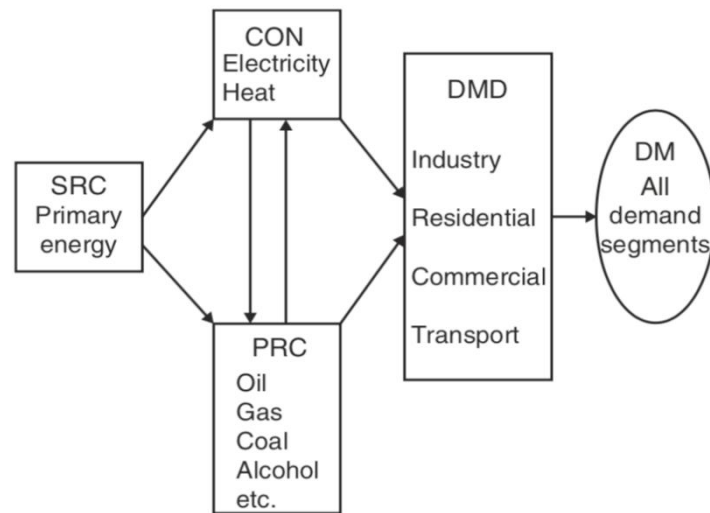 SRC
Primary
energy
CON
Electricity
Heat
PRC
Oil
Gas
Coal
Alcohol
etc.
DMD
Industry
Residential
Commercial
Transport
DM
All
demand
segments